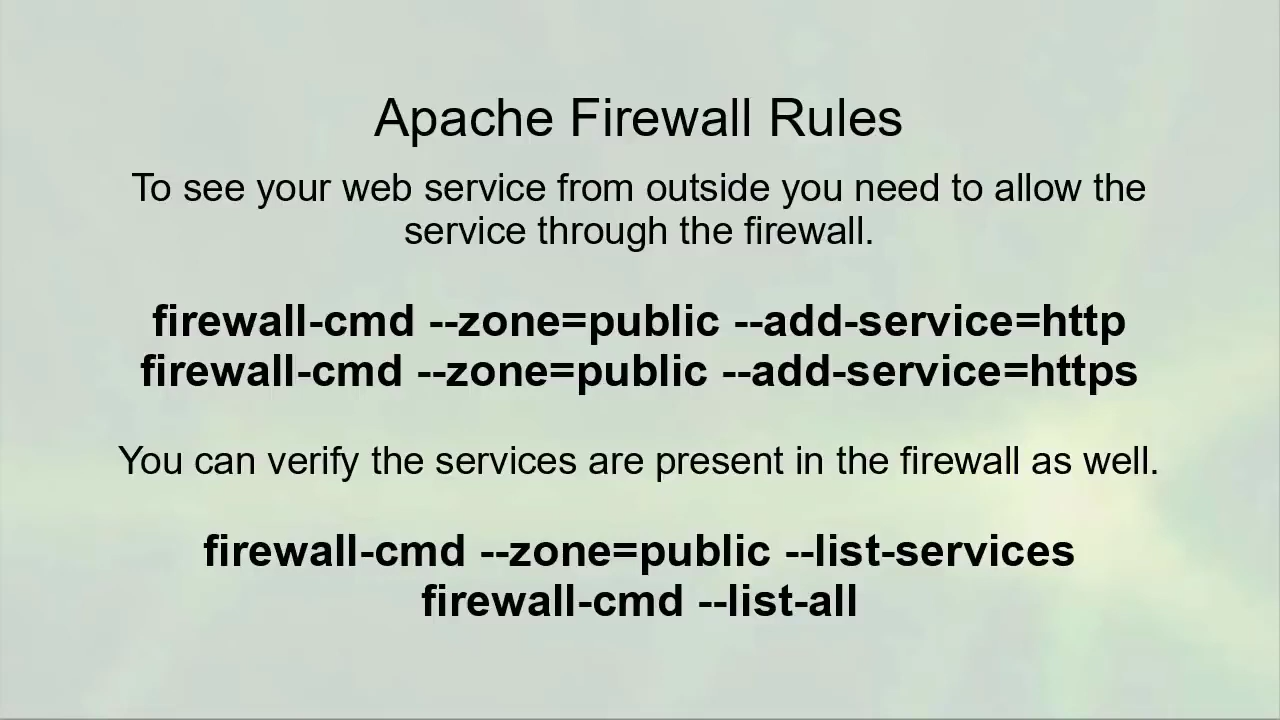 Apache Firewall Rules
To see your web service from outside you need to allow the
service through the firewall.
firewall-cmd --zone=public --add-service=http
firewall-cmd --zone=public --add-service=https
You can verify the services are present in the firewall as well.
firewall-cmd --zone=public --list-services
firewall-cmd --list-all